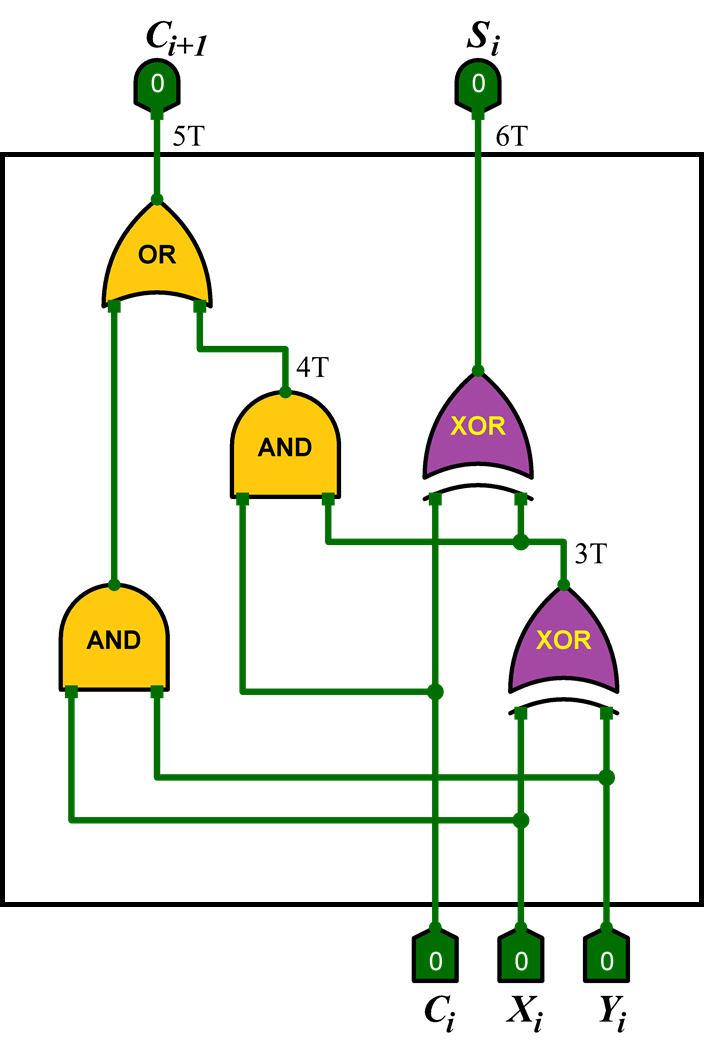 C_{i+1} S_i
0 0
5T 6T
OR
4T
XOR
AND
3T
AND XOR
0 0 0
C_i X_i Y_i